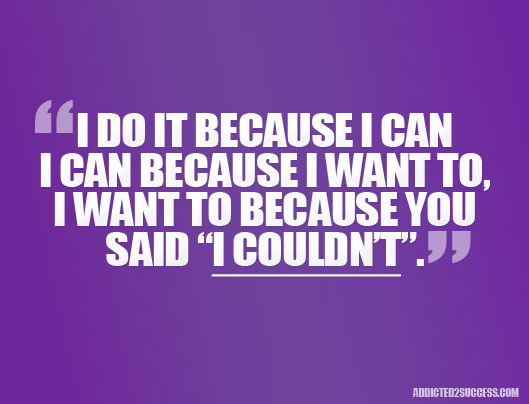 “I DO IT BECAUSE I CAN
I CAN BECAUSE I WANT TO,
I WANT TO BECAUSE YOU
SAID “I COULDN’T”.”
ADDICTED2SUCCESS.COM